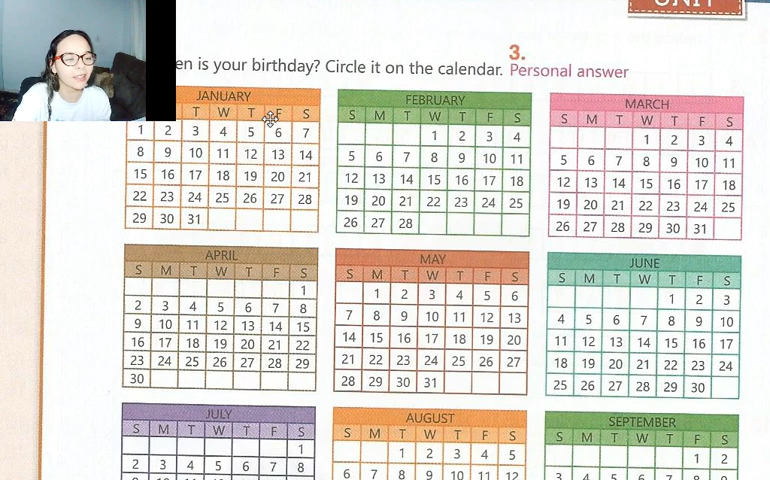 UNIT
3.
en is your birthday? Circle it on the calendar. Personal answer
JANUARY
T W T F S
1 2 3 4 5 6 7
8 9 10 11 12 13 14
15 16 17 18 19 20 21
22 23 24 25 26 27 28
29 30 31
FEBRUARY
S M T W T F S
1 2 3 4
5 6 7 8 9 10 11
12 13 14 15 16 17 18
19 20 21 22 23 24 25
26 27 28
MARCH
S M T W T F S
1 2 3 4
5 6 7 8 9 10 11
12 13 14 15 16 17 18
19 20 21 22 23 24 25
26 27 28 29 30 31
APRIL
S M T W T F S
1
2 3 4 5 6 7 8
9 10 11 12 13 14 15
16 17 18 19 20 21 22
23 24 25 26 27 28 29
30
MAY
S M T W T F S
1 2 3 4 5 6
7 8 9 10 11 12 13
14 15 16 17 18 19 20
21 22 23 24 25 26 27
28 29 30 31
JUNE
S M T W T F S
1 2 3
4 5 6 7 8 9 10
11 12 13 14 15 16 17
18 19 20 21 22 23 24
25 26 27 28 29 30
JULY
S M T W T F S
1
2 3 4 5 6 7 8
AUGUST
S M T W T F S
1 2 3 4 5
6 7 8 9 10 11 12
SEPTEMBER
S M T W T F S
1 2
3 4 5 6 7 8 9